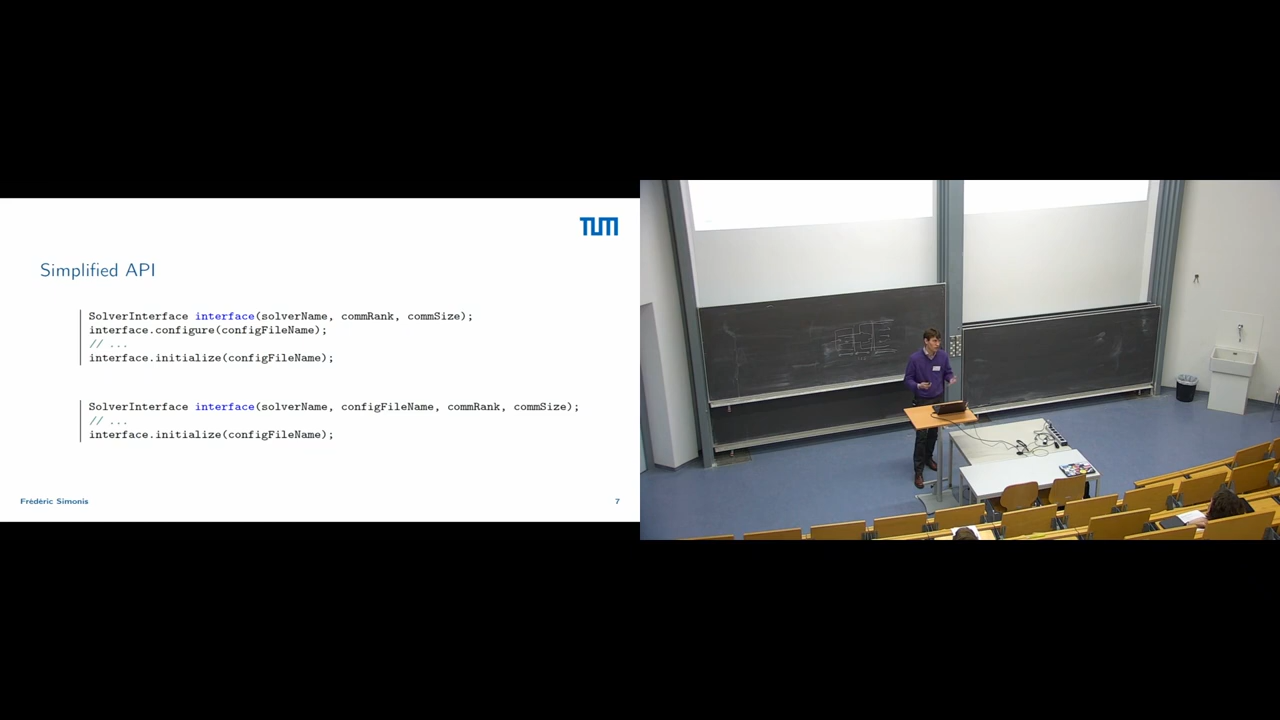 TUM
Simplified API
SolverInterface interface(solverName, commRank, commSize);
interface.configure(configFileName);
// ...
interface.initialize(configFileName);
SolverInterface interface(solverName, configFileName, commRank, commSize);
// ...
interface.initialize(configFileName);
Frédéric Simonis
7